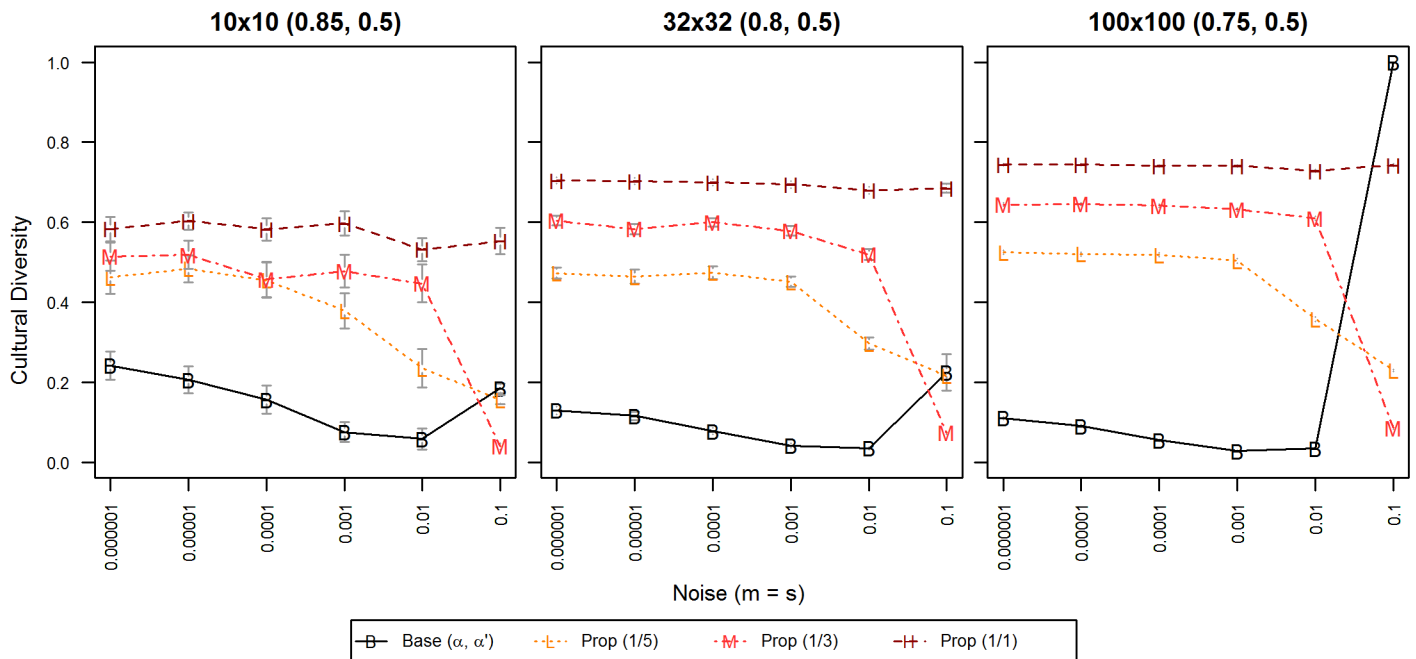 10x10 (0.85, 0.5) 32x32 (0.8, 0.5) 100x100 (0.75, 0.5)
Cultural Diversity
1.0
0.8
0.6
0.4
0.2
0.0
H H H H H H
M M M M M M
L L L L L L
B B B B B B
H H H H H H
M M M M M M
L L L L L L
B B B B B B
H H H H H H
M M M M M M
L L L L L L
B B B B B B
0.000001 0.00001 0.0001 0.001 0.01 0.1
0.000001 0.00001 0.0001 0.001 0.01 0.1
0.000001 0.00001 0.0001 0.001 0.01 0.1
Noise (m = s)
B Base (α, α') L Prop (1/5) M Prop (1/3) H Prop (1/1)